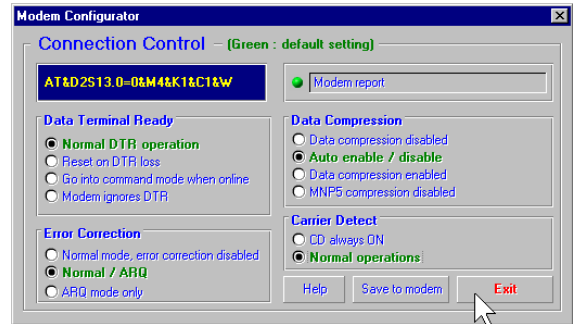 Modem Configurator
Connection Control – (Green : default setting)
AT&D2S13.0=0&M4&K1&C1&W
Modem report
Data Terminal Ready
Normal DTR operation
Reset on DTR loss
Go into command mode when online
Modem ignores DTR
Data Compression
Data compression disabled
Auto enable / disable
Data compression enabled
MNP5 compression disabled
Error Correction
Normal mode, error correction disabled
Normal / ARQ
ARQ mode only
Carrier Detect
CD always ON
Normal operations
Help
Save to modem
Exit